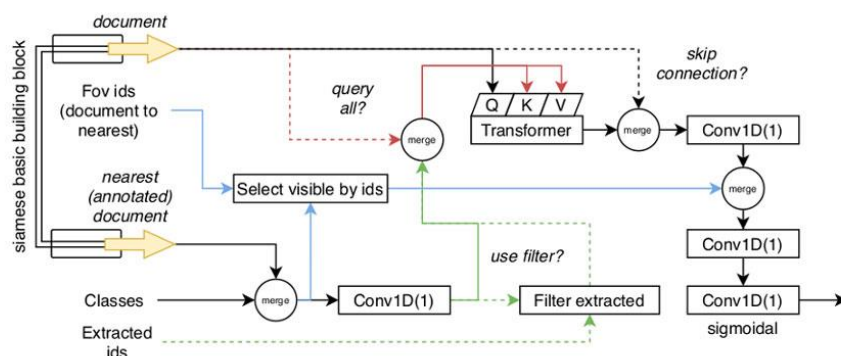 document
skip
connection?
query
all?
Fov ids
(document to
nearest)
Q K V
Transformer
merge
merge
Conv1D(1)
siamese basic building block
nearest
(annotated)
document
Select visible by ids
merge
Conv1D(1)
use filter?
Classes
merge
Conv1D(1)
Filter extracted
Conv1D(1)
sigmoidal
Extracted
ids